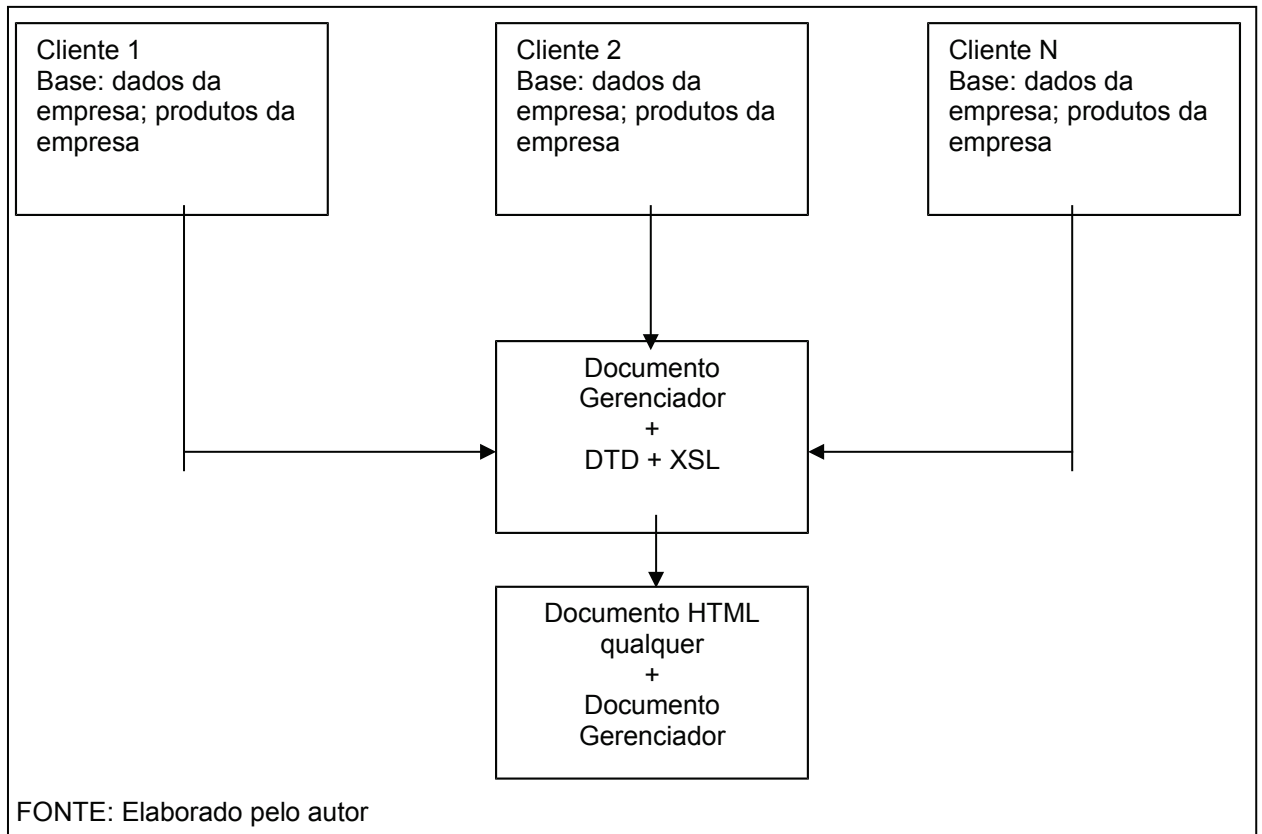 Cliente 1
Base: dados da
empresa; produtos da
empresa
Cliente 2
Base: dados da
empresa; produtos da
empresa
Cliente N
Base: dados da
empresa; produtos da
empresa
Documento
Gerenciador
+
DTD + XSL
Documento HTML
qualquer
+
Documento
Gerenciador
FONTE: Elaborado pelo autor